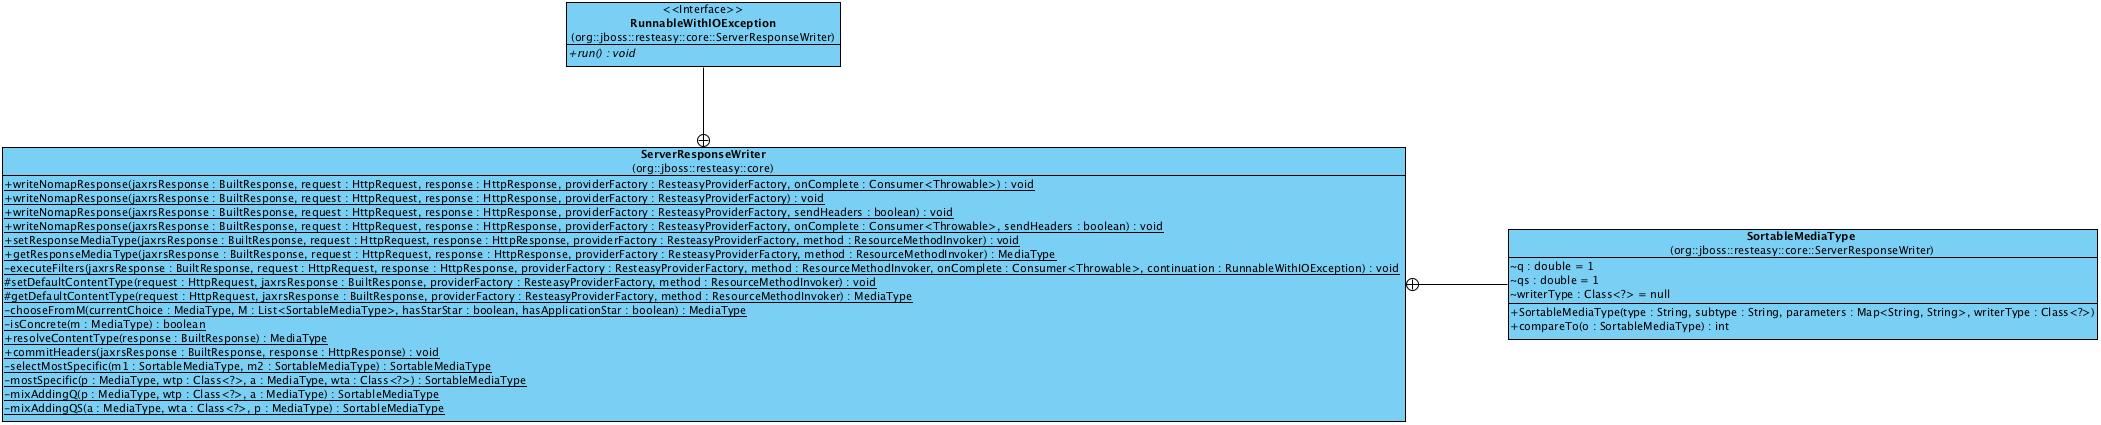 <<Interface>>
RunnableWithIOException
(org::jboss::resteasy::core::ServerResponseWriter)
+run() : void
ServerResponseWriter
(org::jboss::resteasy::core)
+writeNomapResponse(jaxrsResponse : BuiltResponse, request : HttpRequest, response : HttpResponse, providerFactory : ResteasyProviderFactory, onComplete : Consumer<Throwable>) : void
+writeNomapResponse(jaxrsResponse : BuiltResponse, request : HttpRequest, response : HttpResponse, providerFactory : ResteasyProviderFactory) : void
+writeNomapResponse(jaxrsResponse : BuiltResponse, request : HttpRequest, response : HttpResponse, providerFactory : ResteasyProviderFactory, sendHeaders : boolean) : void
+writeNomapResponse(jaxrsResponse : BuiltResponse, request : HttpRequest, response : HttpResponse, providerFactory : ResteasyProviderFactory, onComplete : Consumer<Throwable>, sendHeaders : boolean) : void
+setResponseMediaType(jaxrsResponse : BuiltResponse, request : HttpRequest, response : HttpResponse, providerFactory : ResteasyProviderFactory, method : ResourceMethodInvoker) : void
+getResponseMediaType(jaxrsResponse : BuiltResponse, request : HttpRequest, response : HttpResponse, providerFactory : ResteasyProviderFactory, method : ResourceMethodInvoker) : MediaType
-executeFilters(jaxrsResponse : BuiltResponse, request : HttpRequest, response : HttpResponse, providerFactory : ResteasyProviderFactory, method : ResourceMethodInvoker, onComplete : Consumer<Throwable>, continuation : RunnableWithIOException) : void
#setDefaultContentType(request : HttpRequest, jaxrsResponse : BuiltResponse, providerFactory : ResteasyProviderFactory, method : ResourceMethodInvoker) : void
#getDefaultContentType(request : HttpRequest, jaxrsResponse : BuiltResponse, providerFactory : ResteasyProviderFactory, method : ResourceMethodInvoker) : MediaType
-chooseFromM(currentChoice : MediaType, M : List<SortableMediaType>, hasStarStar : boolean, hasApplicationStar : boolean) : MediaType
-isConcrete(m : MediaType) : boolean
+resolveContentType(response : BuiltResponse) : MediaType
+commitHeaders(jaxrsResponse : BuiltResponse, response : HttpResponse) : void
-selectMostSpecific(m1 : SortableMediaType, m2 : SortableMediaType) : SortableMediaType
-mostSpecific(p : MediaType, wtp : Class<?>, a : MediaType, wta : Class<?>) : SortableMediaType
-mixAddingQ(p : MediaType, wtp : Class<?>, a : MediaType) : SortableMediaType
-mixAddingQS(a : MediaType, wta : Class<?>, p : MediaType) : SortableMediaType
SortableMediaType
(org::jboss::resteasy::core::ServerResponseWriter)
~q : double = 1
~qs : double = 1
~writerType : Class<?> = null
+SortableMediaType(type : String, subtype : String, parameters : Map<String, String>, writerType : Class<?>)
+compareTo(o : SortableMediaType) : int